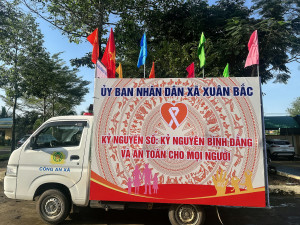 ỦY BAN NHÂN DÂN XÃ XUÂN BẮC
KỶ NGUYÊN SỐ: KỶ NGUYÊN BÌNH ĐẲNG
VÀ AN TOÀN CHO MỌI NGƯỜI
CÔNG AN XÃ